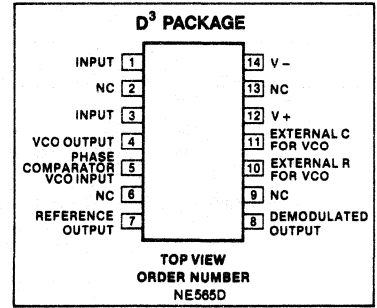 D³ PACKAGE
INPUT 1
14 V –
NC 2
13 NC
INPUT 3
12 V +
VCO OUTPUT 4
11 EXTERNAL C
FOR VCO
PHASE
COMPARATOR 5
VCO INPUT
10 EXTERNAL R
FOR VCO
NC 6
9 NC
REFERENCE 7
OUTPUT
8 DEMODULATED
OUTPUT
TOP VIEW
ORDER NUMBER
NE565D